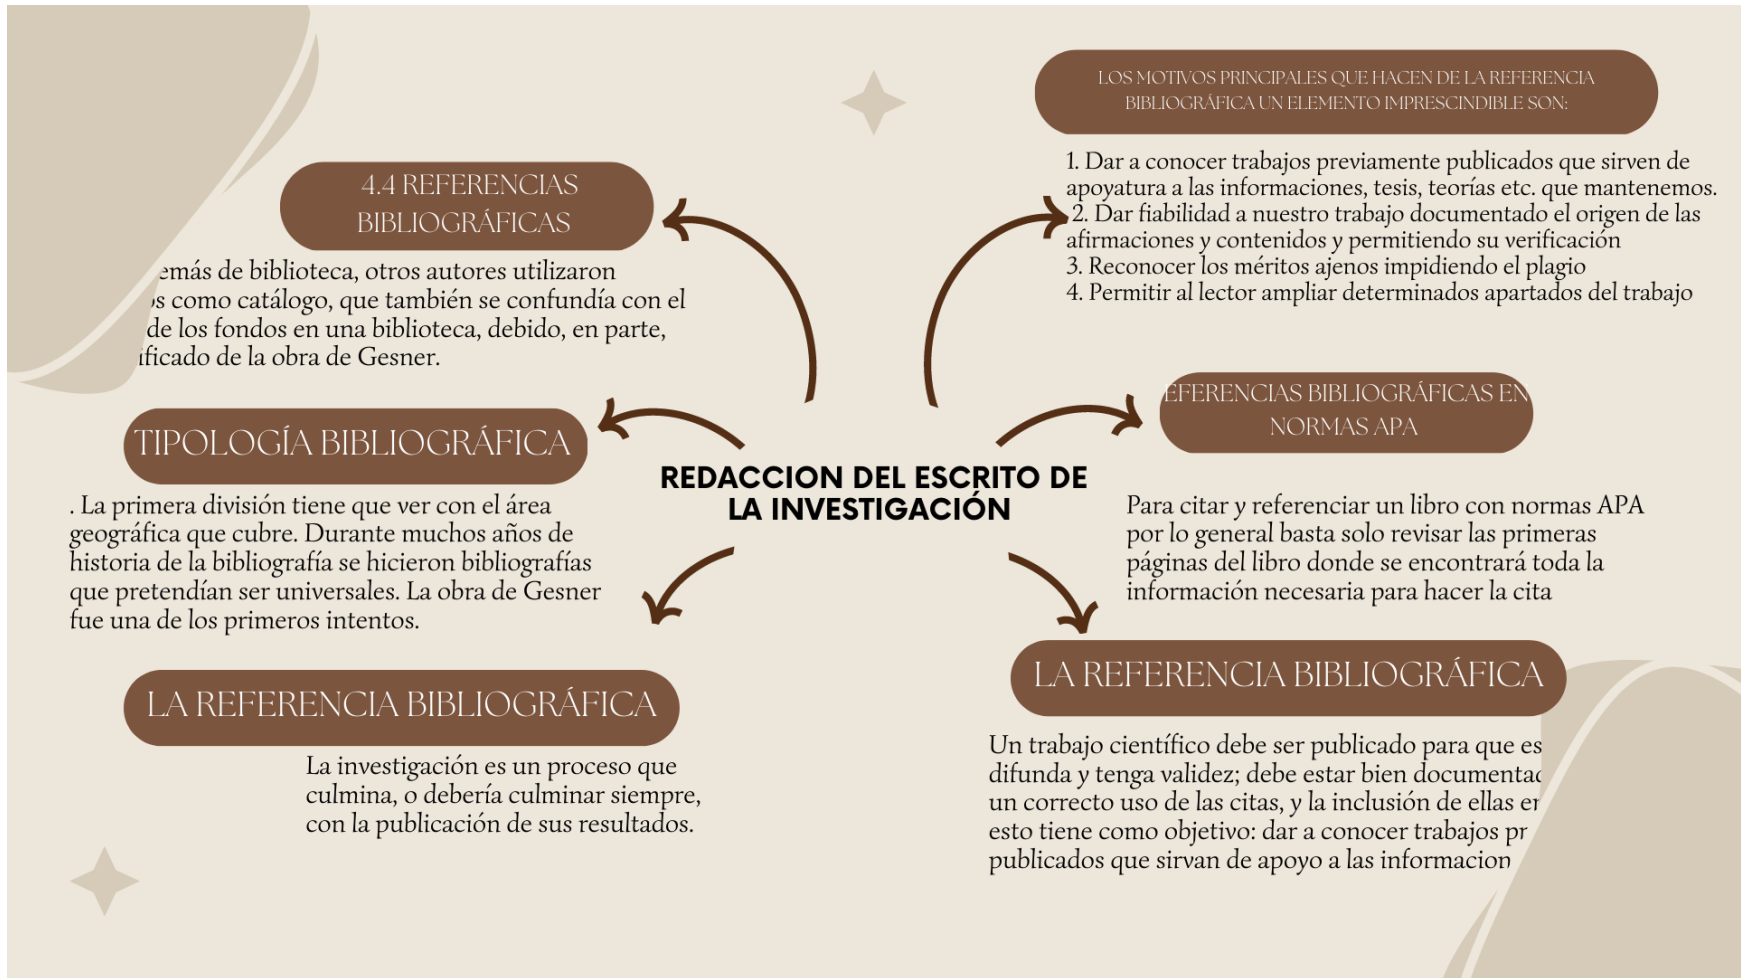 REDACCION DEL ESCRITO DE
LA INVESTIGACIÓN
4.4 REFERENCIAS
BIBLIOGRÁFICAS
de biblioteca, otros autores utilizaron
como catálogo, que también se confundía con el
de los fondos en una biblioteca, debido, en parte,
de la obra de Gesner.
TIPOLOGÍA BIBLIOGRÁFICA
. La primera división tiene que ver con el área
geográfica que cubre. Durante muchos años de
historia de la bibliografía se hicieron bibliografías
que pretendían ser universales. La obra de Gesner
fue una de los primeros intentos.
LA REFERENCIA BIBLIOGRÁFICA
La investigación es un proceso que
culmina, o debería culminar siempre,
con la publicación de sus resultados.
LOS MOTIVOS PRINCIPALES QUE HACEN DE LA REFERENCIA
BIBLIOGRÁFICA UN ELEMENTO IMPRESCINDIBLE SON:
1. Dar a conocer trabajos previamente publicados que sirven de
apoyatura a las informaciones, tesis, teorías etc. que mantenemos.
2. Dar fiabilidad a nuestro trabajo documentado el origen de las
afirmaciones y contenidos y permitiendo su verificación
3. Reconocer los méritos ajenos impidiendo el plagio
4. Permitir al lector ampliar determinados apartados del trabajo
EFERENCIAS BIBLIOGRÁFICAS EN
NORMAS APA
Para citar y referenciar un libro con normas APA
por lo general basta solo revisar las primeras
páginas del libro donde se encontrará toda la
información necesaria para hacer la cita
LA REFERENCIA BIBLIOGRÁFICA
Un trabajo científico debe ser publicado para que
difunda y tenga validez; debe estar bien
un correcto uso de las citas, y la inclusión de ellas
esto tiene como objetivo: dar a conocer trabajos
publicados que sirvan de apoyo a las informacion